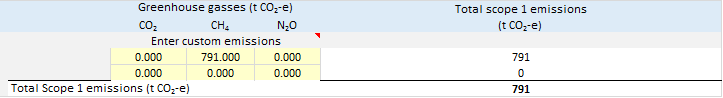 Greenhouse gasses (t CO₂-e) Total scope 1 emissions
CO₂ CH₄ N₂O (t CO₂-e)
Enter custom emissions
0.000 791.000 0.000 791
0.000 0.000 0.000 0
Total Scope 1 emissions (t CO₂-e) 791